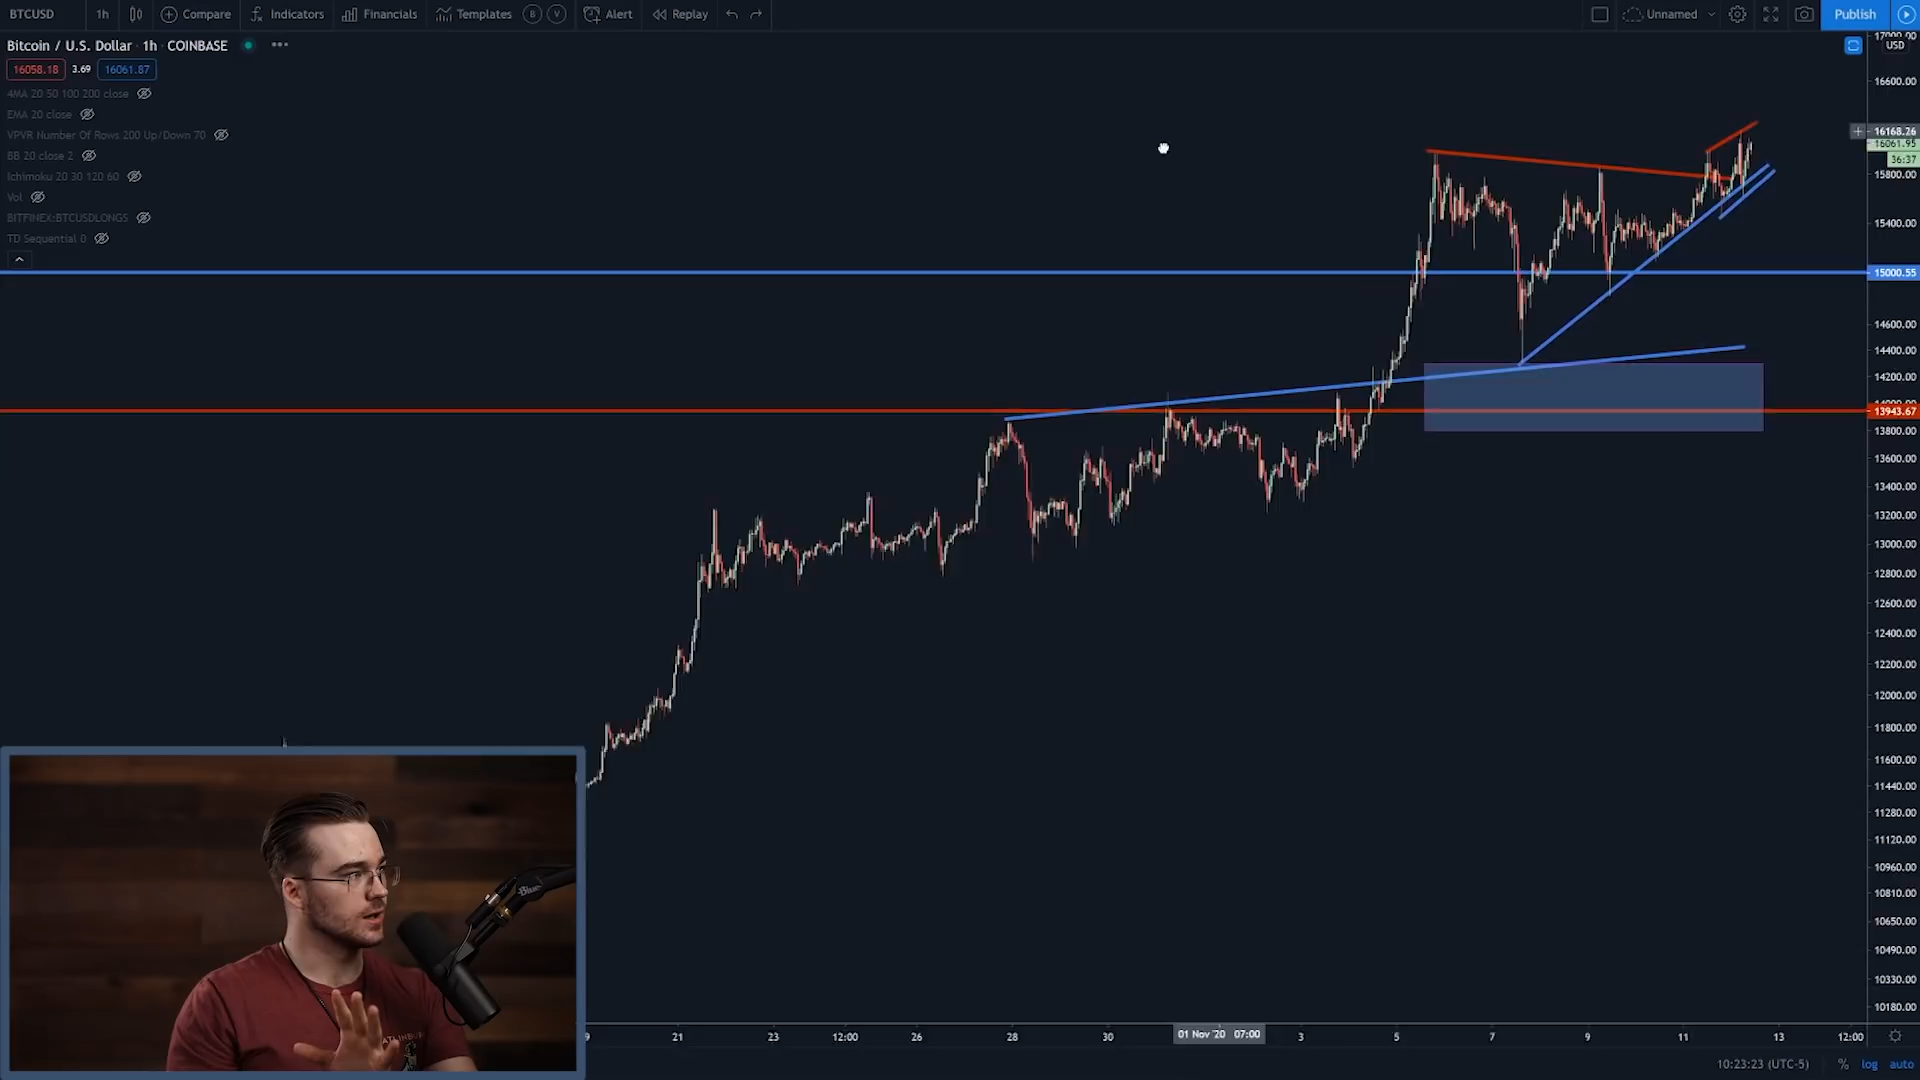 BTCUSD 1h Compare Indicators Financials Templates B V Alert Replay Unnamed Publish
Bitcoin / U.S. Dollar 1h COINBASE
16058.18 3.69 16061.87
4MA 20 50 100 200 close
EMA 20 close
VPVR Number Of Rows 200 Up/Down 70
BB 20 close 2
Ichimoku 20 30 120 60
Vol
BITFINEX:BTCUSDLONGS
TD Sequential 0
17000.00
USD
16600.00
16168.26
16061.95
36:37
15800.00
15400.00
15000.55
14600.00
14400.00
14200.00
13943.67
13800.00
13600.00
13400.00
13200.00
13000.00
12800.00
12600.00
12400.00
12200.00
12000.00
11800.00
11600.00
11440.00
11280.00
11120.00
10960.00
10810.00
10650.00
10490.00
10330.00
10180.00
Blue
21 23 12:00 26 28 30 01 Nov '20 07:00 3 5 7 9 11 13 12:00
10:23:23 (UTC-5) % log auto